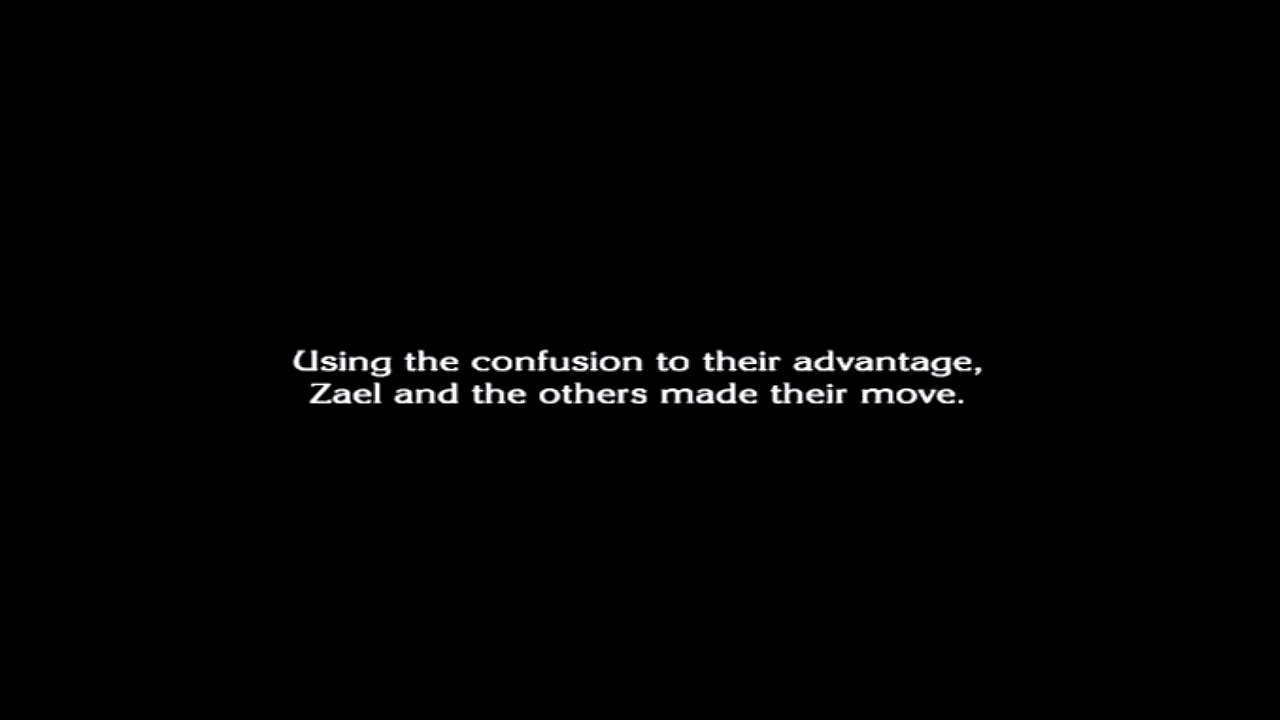 Using the confusion to their advantage,
Zael and the others made their move.